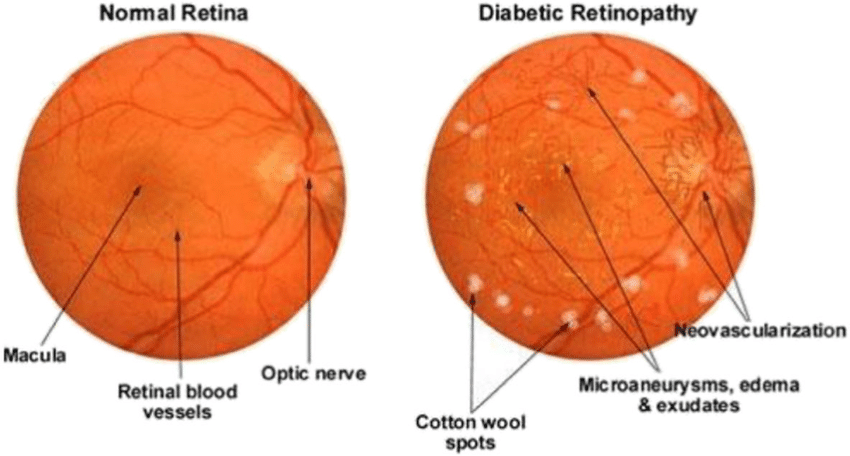 Normal Retina
Diabetic Retinopathy
Macula
Retinal blood
vessels
Optic nerve
Neovascularization
Microaneurysms, edema
& exudates
Cotton wool
spots